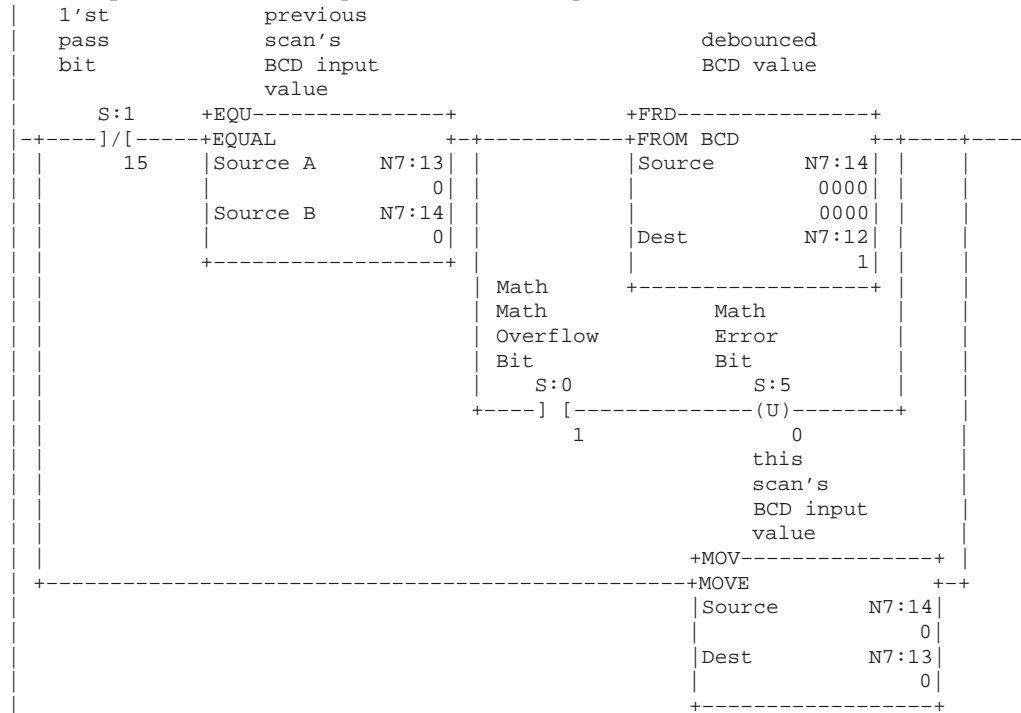 1'st previous
pass scan's debounced
bit BCD input BCD value
value
S:1 +EQU---------------+ +FRD---------------+
-+----]/[-----+EQUAL +-+-----------+FROM BCD +-+----+----
15 |Source A N7:13| |Source N7:14|
0| 0000|
Source B N7:14| 0000|
0| |Dest N7:12|
1|
Math
Math Math
Overflow Error
Bit Bit
S:0 S:5
+----] [--------------(U)--------+
1 0
this
scan's
BCD input
value
+MOV---------------+
+MOVE +-+
|Source N7:14|
0|
|Dest N7:13|
0|